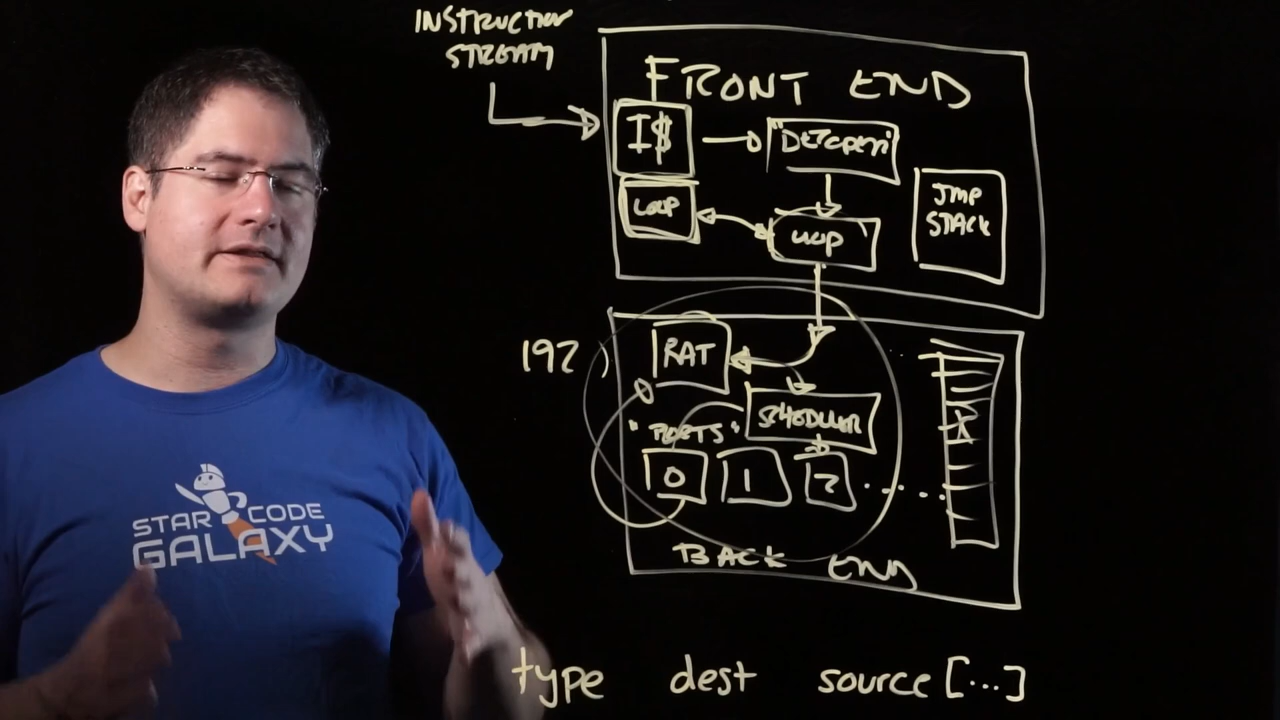 INSTRUCTION
STREAM
FRONT END
I$
LOOP
uop
JMP
STACK
192
RAT
SCHEDULER
"PORTS"
0 1 2
BACK END
STAR CODE
GALAXY
type dest source [...]